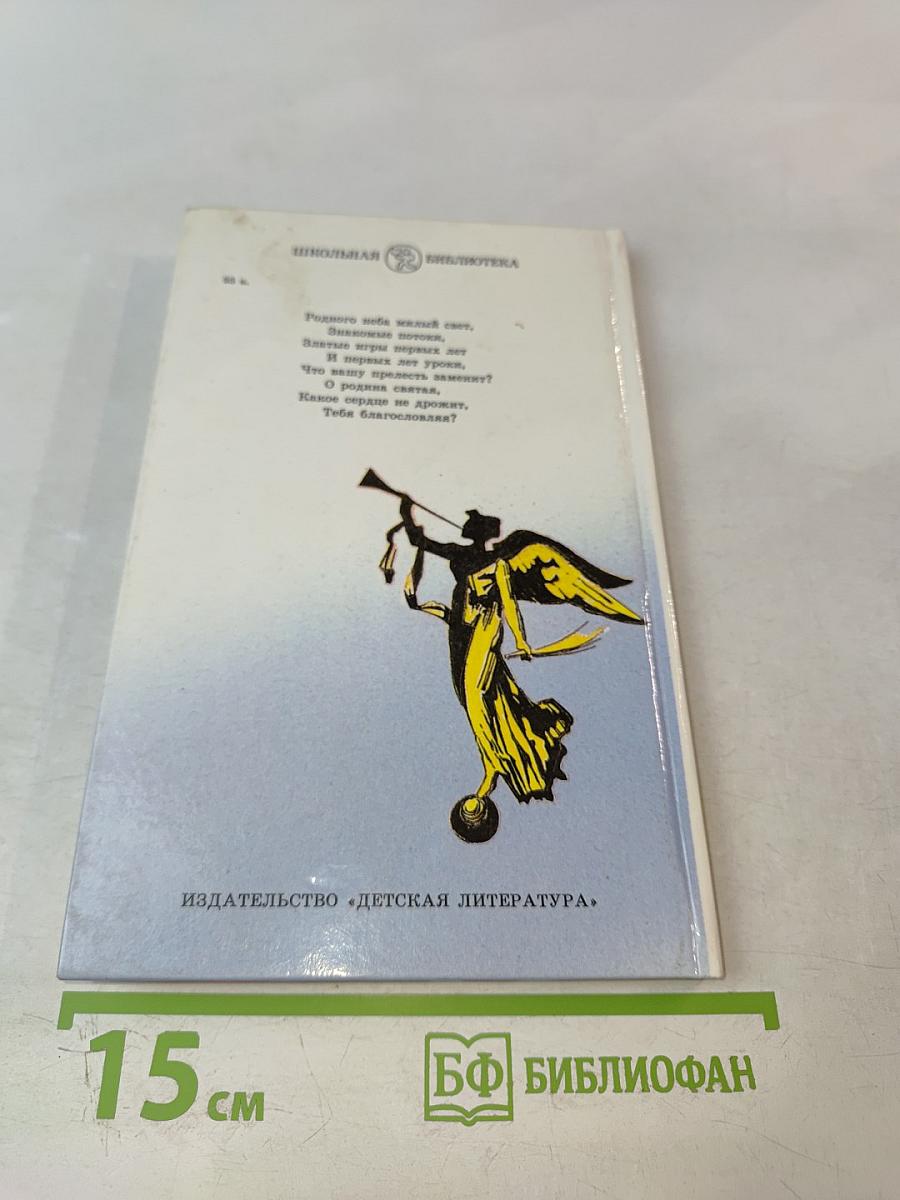 ШКОЛЬНАЯ БИБЛИОТЕКА
Родного неба милый свет,
Знакомые потоки,
Златые игры первых лет
И первых лет уроки,
Что вашу прелесть заменит?
О родина святая,
Какое сердце не дрожит,
Тебя благословляя?
ИЗДАТЕЛЬСТВО «ДЕТСКАЯ ЛИТЕРАТУРА»
15 см
БФ БИБЛИОФАН